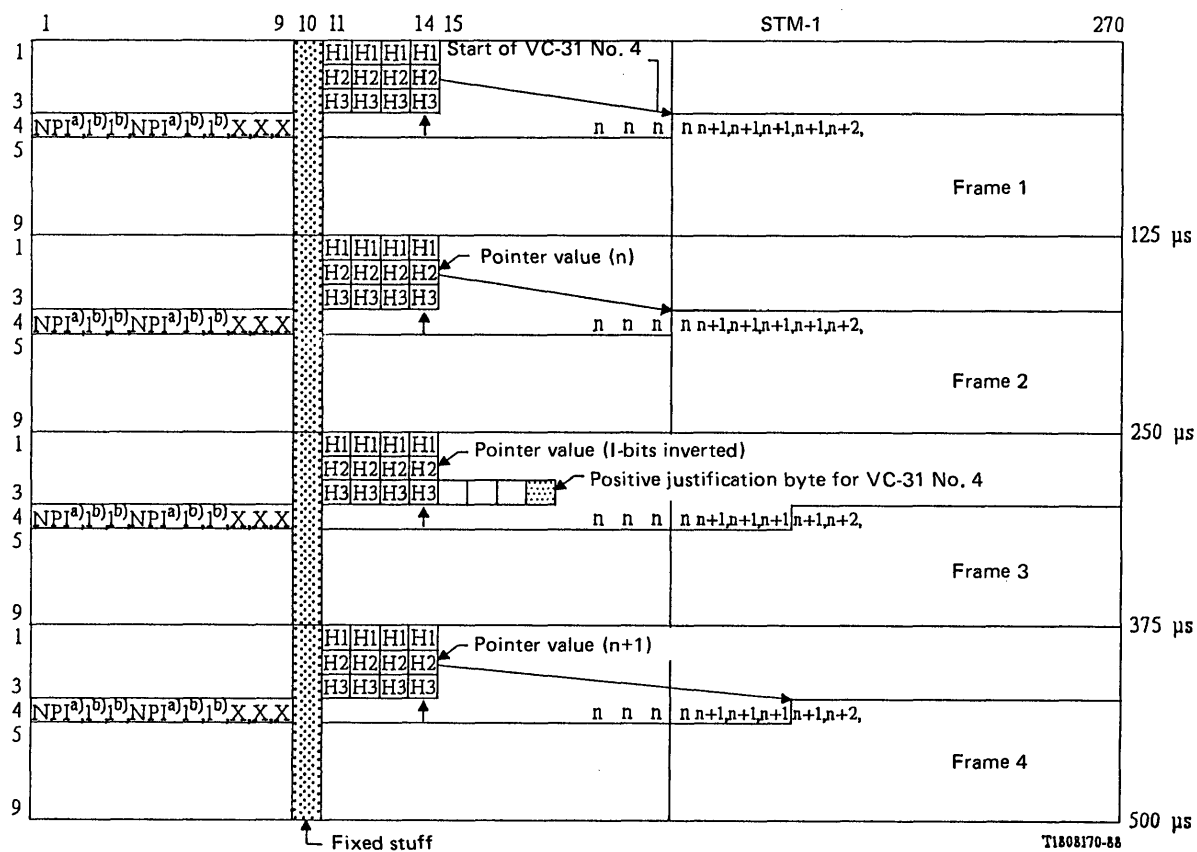 1 9 10 11 14 15 STM-1 270
1 H1 H1 H1 H1 Start of VC-31 No. 4
H2 H2 H2 H2
3 H3 H3 H3 H3
4 NPIa) 1b) 1b), NPIa) 1b), 1b), X, X, X n n n n n+1,n+1,n+1,n+1,n+2,
5
Frame 1
9
125 µs
1 H1 H1 H1 H1
H2 H2 H2 H2 Pointer value (n)
3 H3 H3 H3 H3
4 NPIa) 1b) 1b), NPIa) 1b), 1b), X, X, X n n n n n+1,n+1,n+1,n+1,n+2,
5
Frame 2
9
250 µs
1 H1 H1 H1 H1
H2 H2 H2 H2 Pointer value (I-bits inverted)
3 H3 H3 H3 H3 Positive justification byte for VC-31 No. 4
4 NPIa) 1b) 1b), NPIa) 1b), 1b), X, X, X n n n n n+1,n+1,n+1 n+1,n+2,
5
Frame 3
9
375 µs
1 H1 H1 H1 H1
H2 H2 H2 H2 Pointer value (n+1)
3 H3 H3 H3 H3
4 NPIa) 1b) 1b), NPIa) 1b), 1b), X, X, X n n n n n+1,n+1,n+1 n+1,n+2,
5
Frame 4
9
500 µs
Fixed stuff
T1808170-88